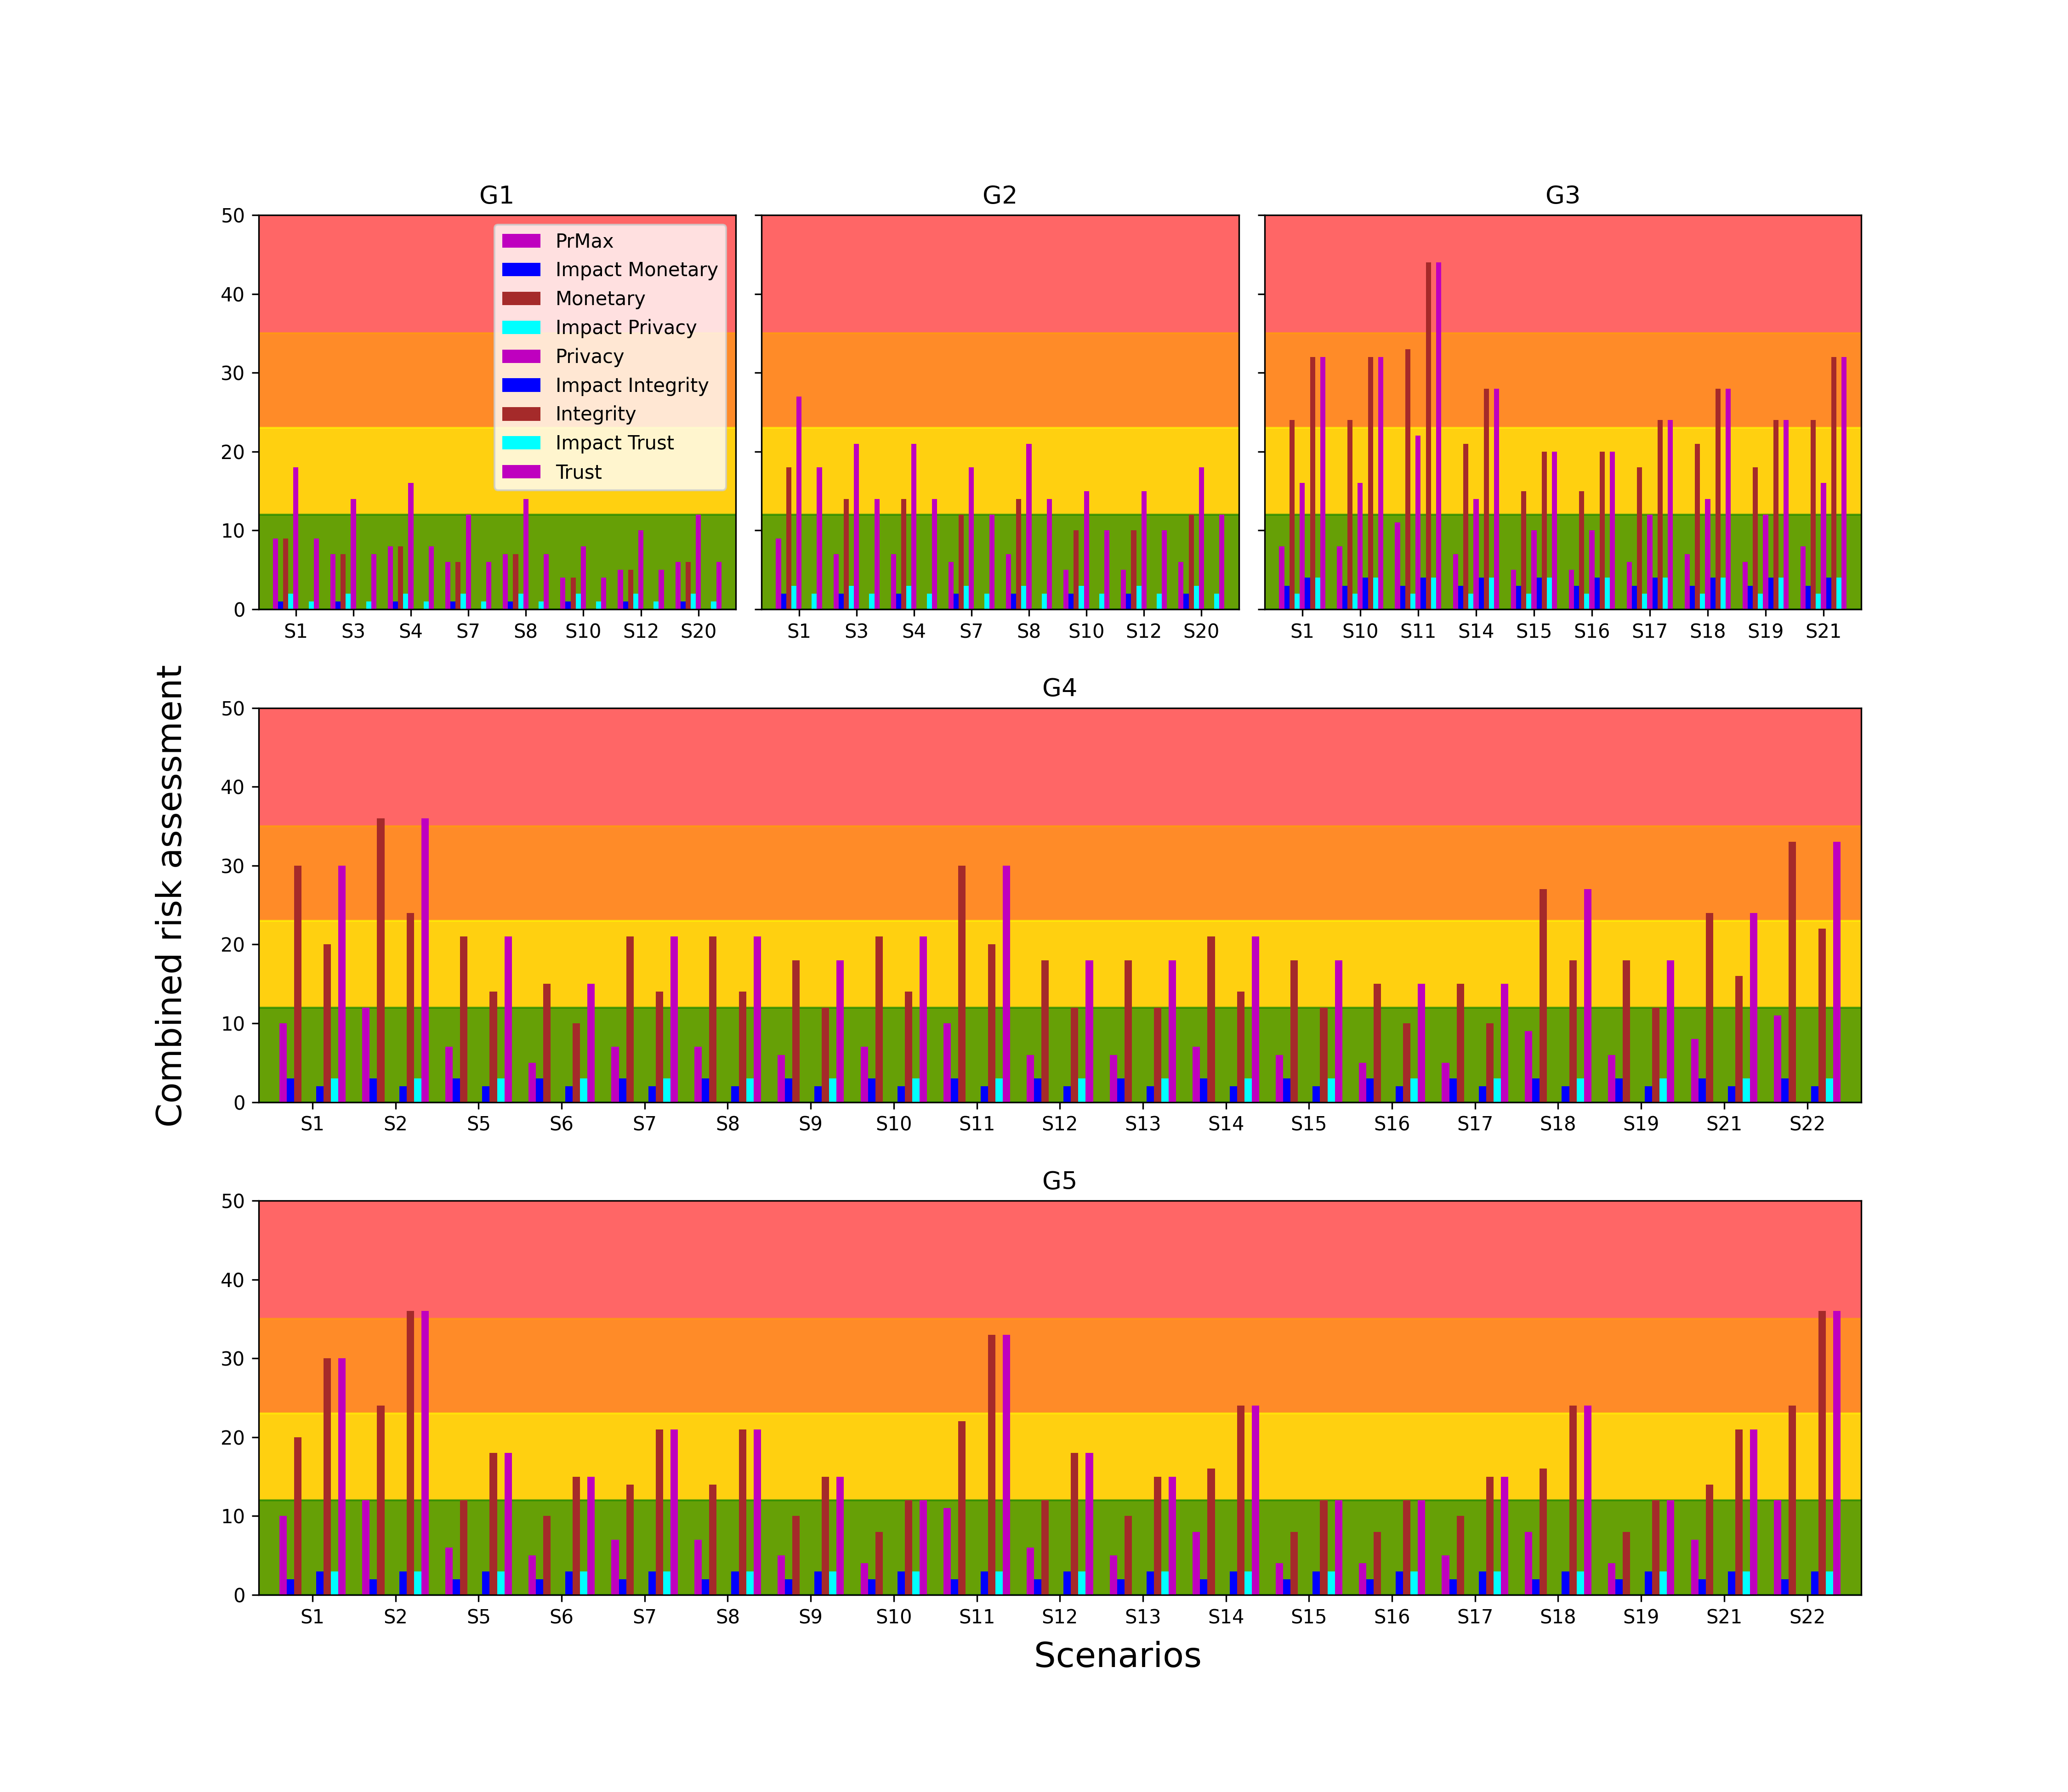 G1 G2 G3
50
40
30
20
10
0
PrMax
Impact Monetary
Monetary
Impact Privacy
Privacy
Impact Integrity
Integrity
Impact Trust
Trust
S1 S3 S4 S7 S8 S10 S12 S20
S1 S3 S4 S7 S8 S10 S12 S20
S1 S10 S11 S14 S15 S16 S17 S18 S19 S21
Combined risk assessment
G4
50
40
30
20
10
0
S1 S2 S5 S6 S7 S8 S9 S10 S11 S12 S13 S14 S15 S16 S17 S18 S19 S21 S22
G5
50
40
30
20
10
0
S1 S2 S5 S6 S7 S8 S9 S10 S11 S12 S13 S14 S15 S16 S17 S18 S19 S21 S22
Scenarios